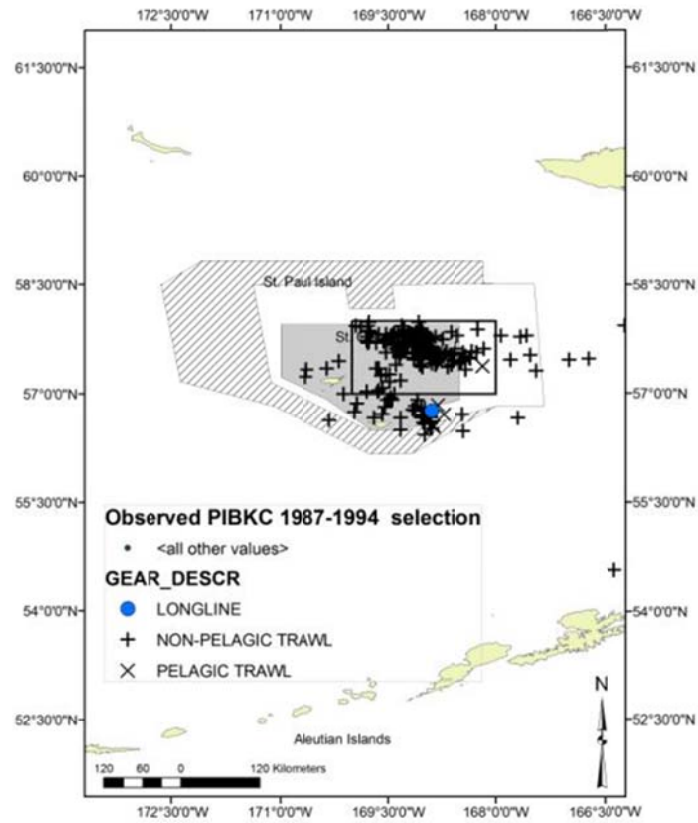 172°30'0"W 171°0'0"W 169°30'0"W 168°0'0"W 166°30'0"W
61°30'0"N 61°30'0"N
60°0'0"N 60°0'0"N
58°30'0"N 58°30'0"N
St. Paul Island
St.
57°0'0"N 57°0'0"N
55°30'0"N 55°30'0"N
Observed PIBKC 1987-1994 selection
<all other values>
GEAR_DESCR
LONGLINE
NON-PELAGIC TRAWL
PELAGIC TRAWL
54°0'0"N 54°0'0"N
N
52°30'0"N 52°30'0"N
Aleutian Islands
120 60 0 120 Kilometers
172°30'0"W 171°0'0"W 169°30'0"W 168°0'0"W 166°30'0"W